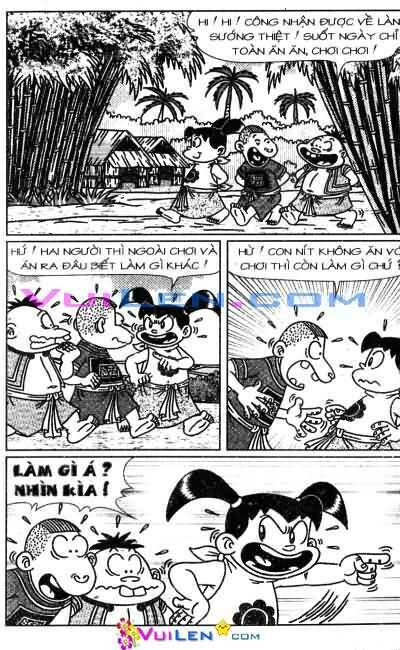 HI! HI! CÔNG NHẬN ĐƯỢC VỀ LÀN
SƯỚNG THIỆT! SUỐT NGÀY CHỈ
TOÀN ĂN ĂN, CHƠI CHƠI!
HỨ! HAI NGƯỜI THÌ NGOÀI CHƠI VÀ
ĂN RA ĐÂU BIẾT LÀM GÌ KHÁC!
HỪ! CON NÍT KHÔNG ĂN VỚ
CHƠI THÌ CÒN LÀM GÌ CHỨ?
VUILEN.COM
LÀM GÌ Á?
NHÌN KÌA!
VUILEN.COM